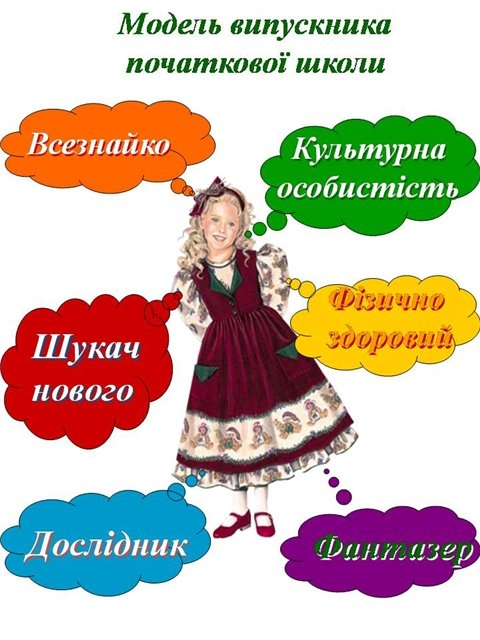 Модель випускника
початкової школи
Всезнайко
Культурна
особистість
Шукач
нового
Фізично
здоровий
Дослідник
Фантазер